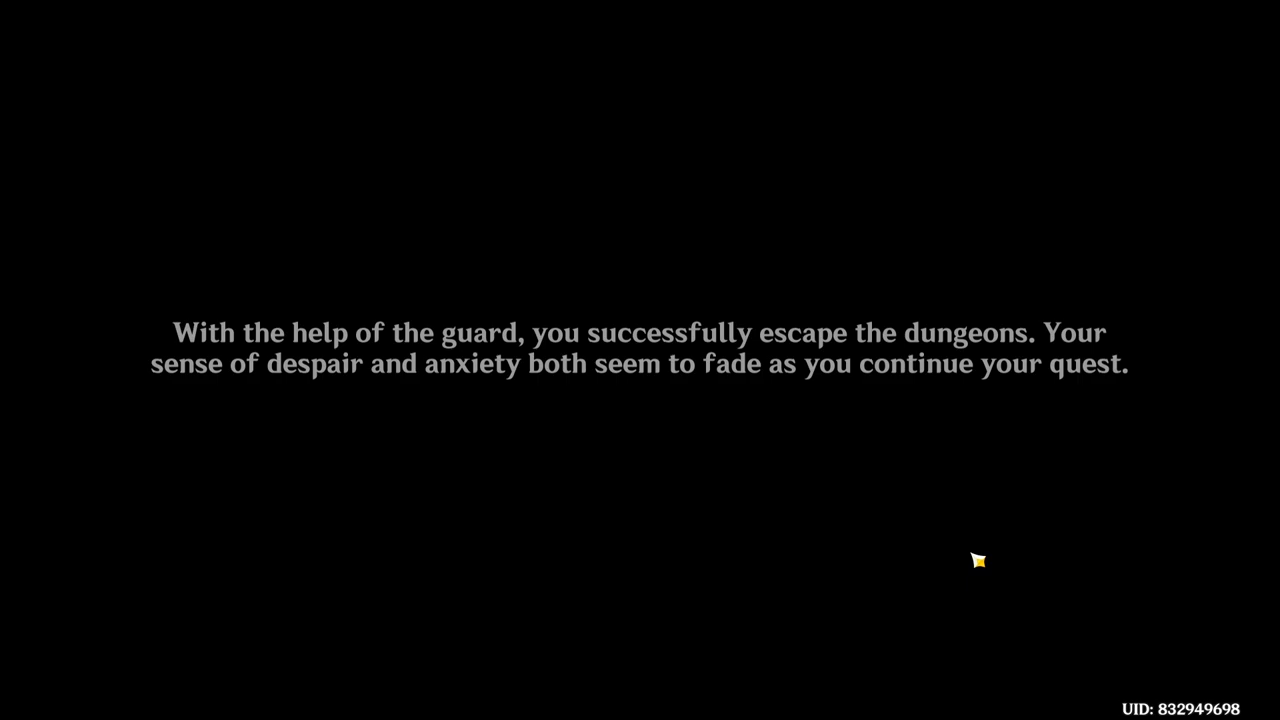 With the help of the guard, you successfully escape the dungeons. Your
sense of despair and anxiety both seem to fade as you continue your quest.
UID: 832949698